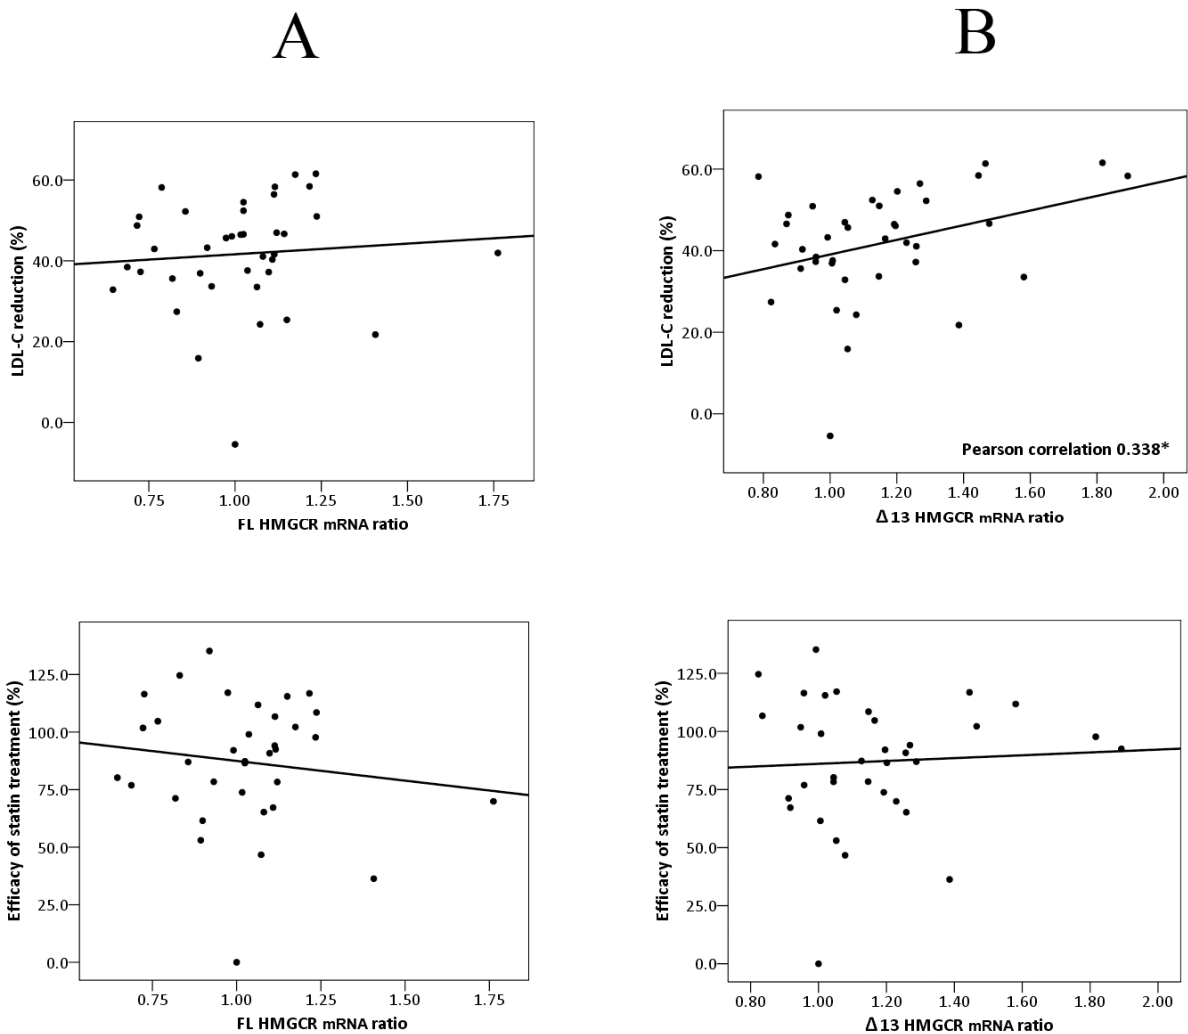 A
B
60.0
40.0
20.0
0.0
LDL-C reduction (%)
0.75 1.00 1.25 1.50 1.75
FL HMGCR mRNA ratio
60.0
40.0
20.0
0.0
LDL-C reduction (%)
Pearson correlation 0.338*
0.80 1.00 1.20 1.40 1.60 1.80 2.00
Δ13 HMGCR mRNA ratio
125.0
100.0
75.0
50.0
25.0
0.0
Efficacy of statin treatment (%)
0.75 1.00 1.25 1.50 1.75
FL HMGCR mRNA ratio
125.0
100.0
75.0
50.0
25.0
0.0
Efficacy of statin treatment (%)
0.80 1.00 1.20 1.40 1.60 1.80 2.00
Δ13 HMGCR mRNA ratio